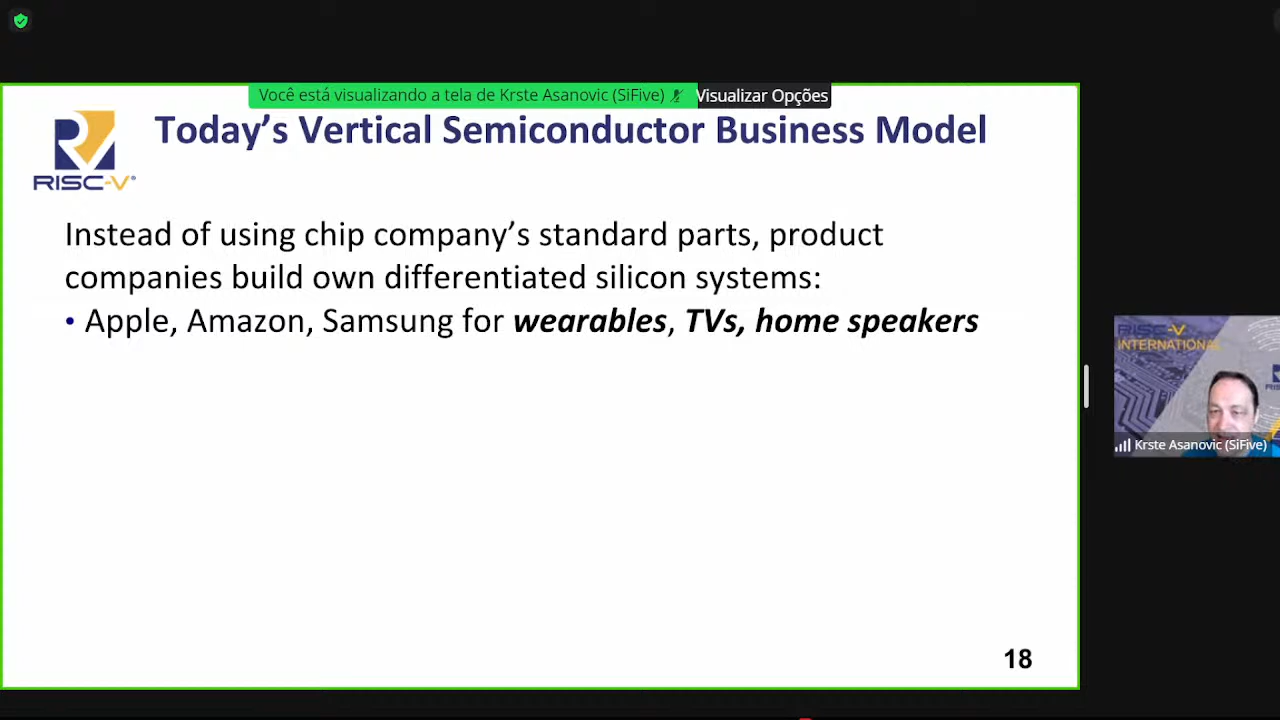 Você está visualizando a tela de Krste Asanovic (SiFive)
Visualizar Opções
Today's Vertical Semiconductor Business Model
RISC-V®
Instead of using chip company's standard parts, product
companies build own differentiated silicon systems:
• Apple, Amazon, Samsung for wearables, TVs, home speakers
18
RISC-V
INTERNATIONAL
Krste Asanovic (SiFive)